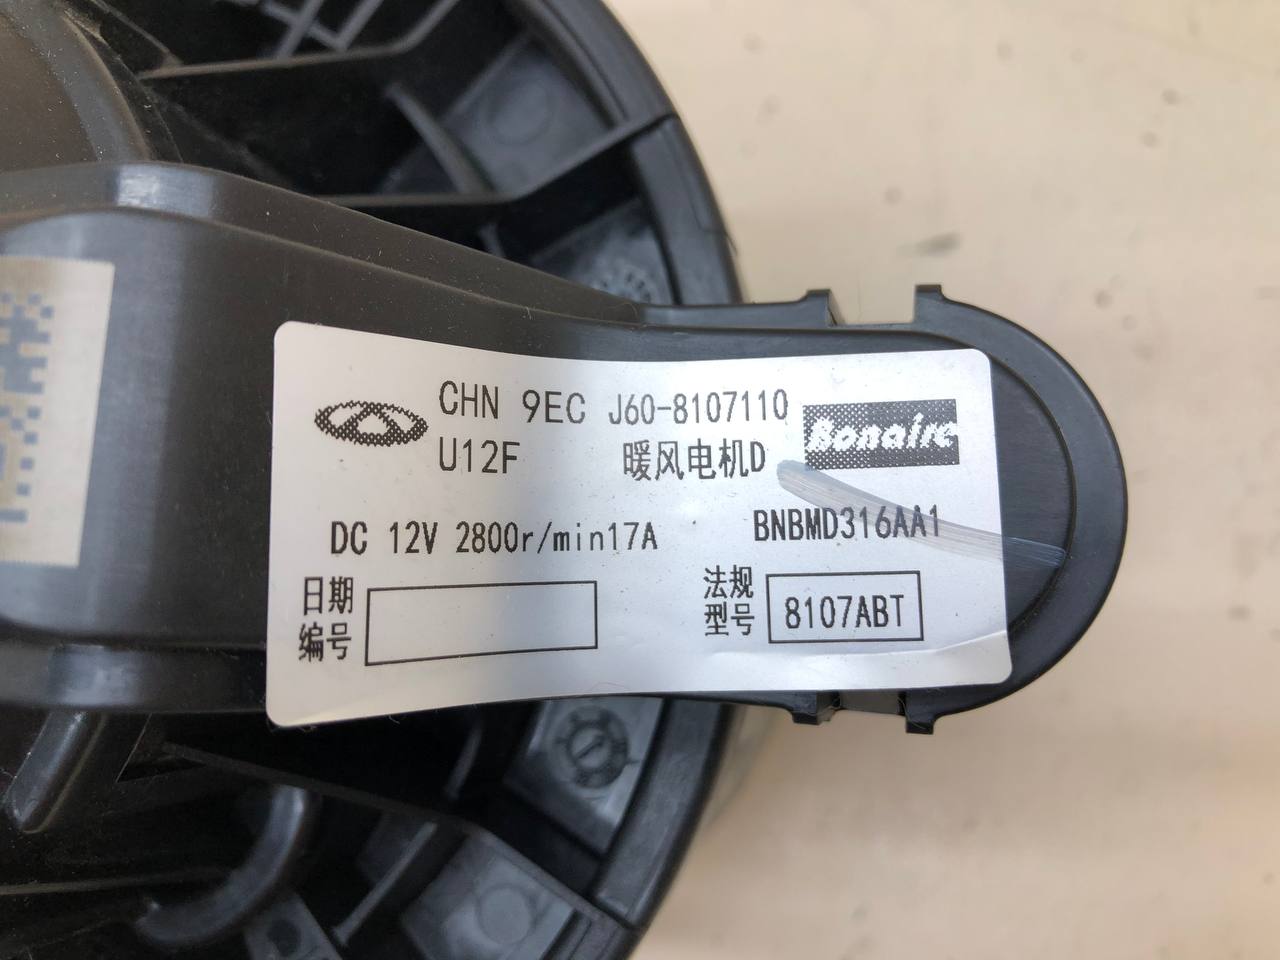 CHN 9EC J60-8107110
U12F 暖风电机D
Bonaire
DC 12V 2800r/min17A BNBMD316AA1
日期
编号
法规
型号
8107ABT